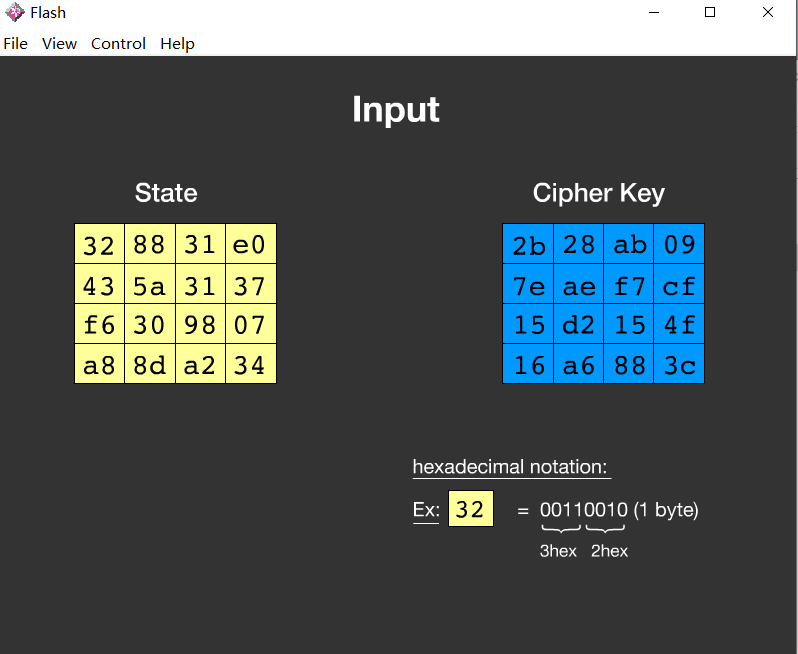 Flash
File View Control Help
Input
State
32 88 31 e0
43 5a 31 37
f6 30 98 07
a8 8d a2 34
Cipher Key
2b 28 ab 09
7e ae f7 cf
15 d2 15 4f
16 a6 88 3c
hexadecimal notation:
Ex: 32 = 00110010 (1 byte)
3hex 2hex